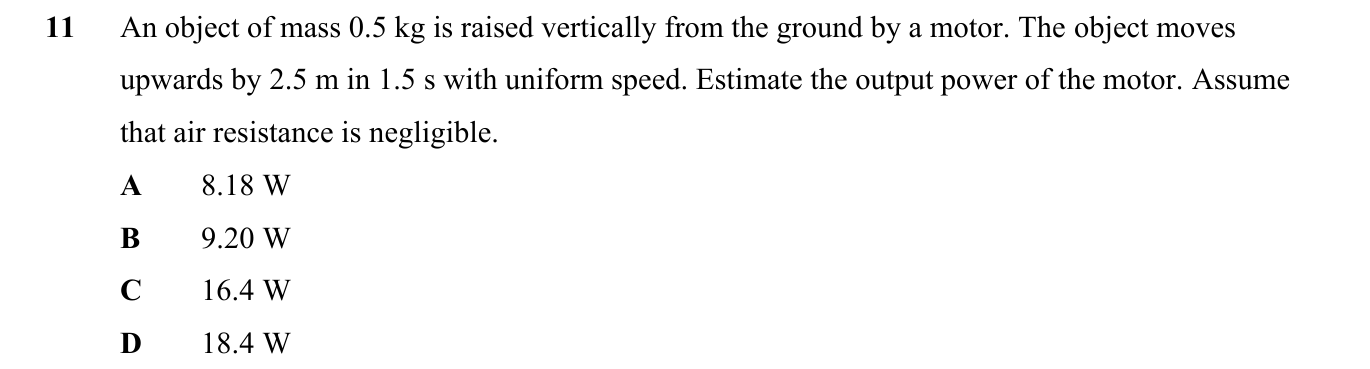 11 An object of mass 0.5 kg is raised vertically from the ground by a motor. The object moves
upwards by 2.5 m in 1.5 s with uniform speed. Estimate the output power of the motor. Assume
that air resistance is negligible.
A 8.18 W
B 9.20 W
C 16.4 W
D 18.4 W